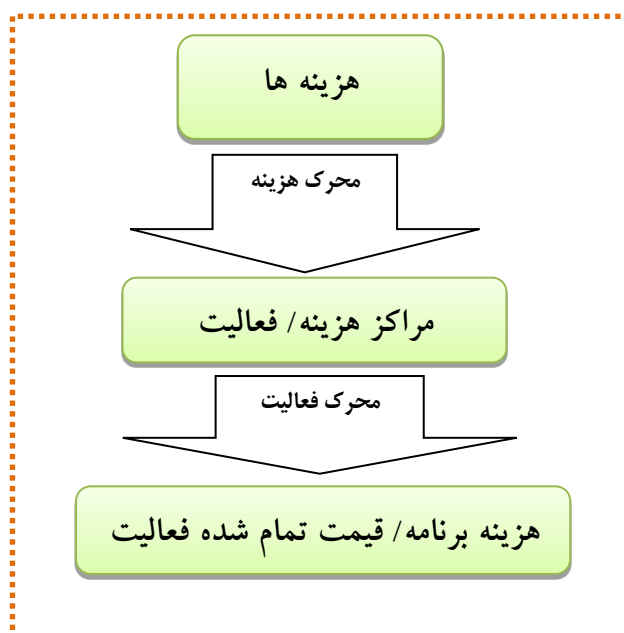 هزینه ها
محرک هزینه
مراکز هزینه/ فعالیت
محرک فعالیت
هزینه برنامه/ قیمت تمام شده فعالیت